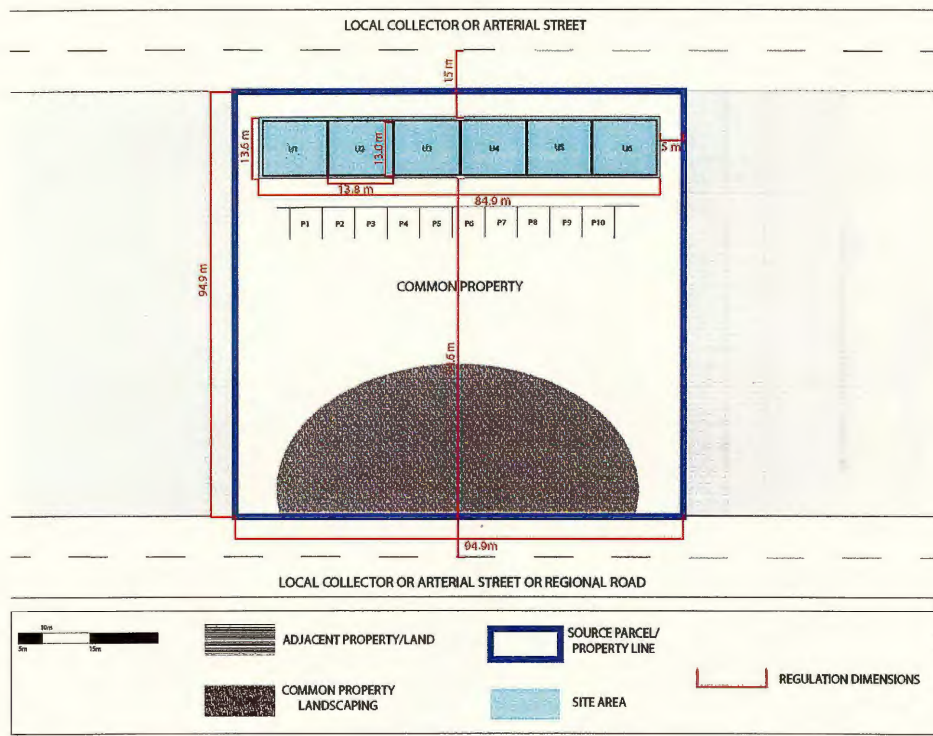 LOCAL COLLECTOR OR ARTERIAL STREET
15 m
13.6 m
U1 U2 13.0m U3 U4 U5 U6
5 m
13.8 m
84.9 m
P1 P2 P3 P4 P5 P6 P7 P8 P9 P10
94.9 m
COMMON PROPERTY
94.9m
LOCAL COLLECTOR OR ARTERIAL STREET OR REGIONAL ROAD
10m
5m 15m
ADJACENT PROPERTY/LAND
SOURCE PARCEL/
PROPERTY LINE
REGULATION DIMENSIONS
COMMON PROPERTY
LANDSCAPING
SITE AREA